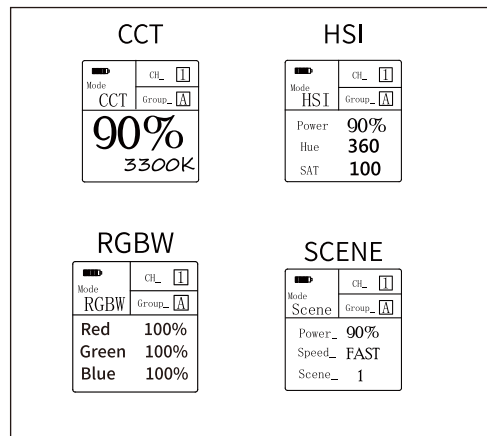 CCT
CH_ 1
Mode
CCT
Group_ A
90%
3300K
HSI
CH_ 1
Mode
HSI
Group_ A
Power 90%
Hue 360
SAT 100
RGBW
CH_ 1
Mode
RGBW
Group_ A
Red 100%
Green 100%
Blue 100%
SCENE
CH_ 1
Mode
Scene
Group_ A
Power_ 90%
Speed_ FAST
Scene_ 1